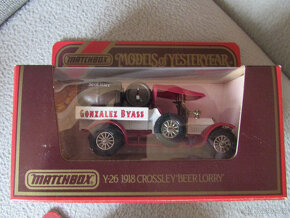 MATCHBOX
MODELS of YESTERYEAR
GONZALEZ BYASS
MATCHBOX
Y-26 1918 CROSSLEY 'BEER LORRY'